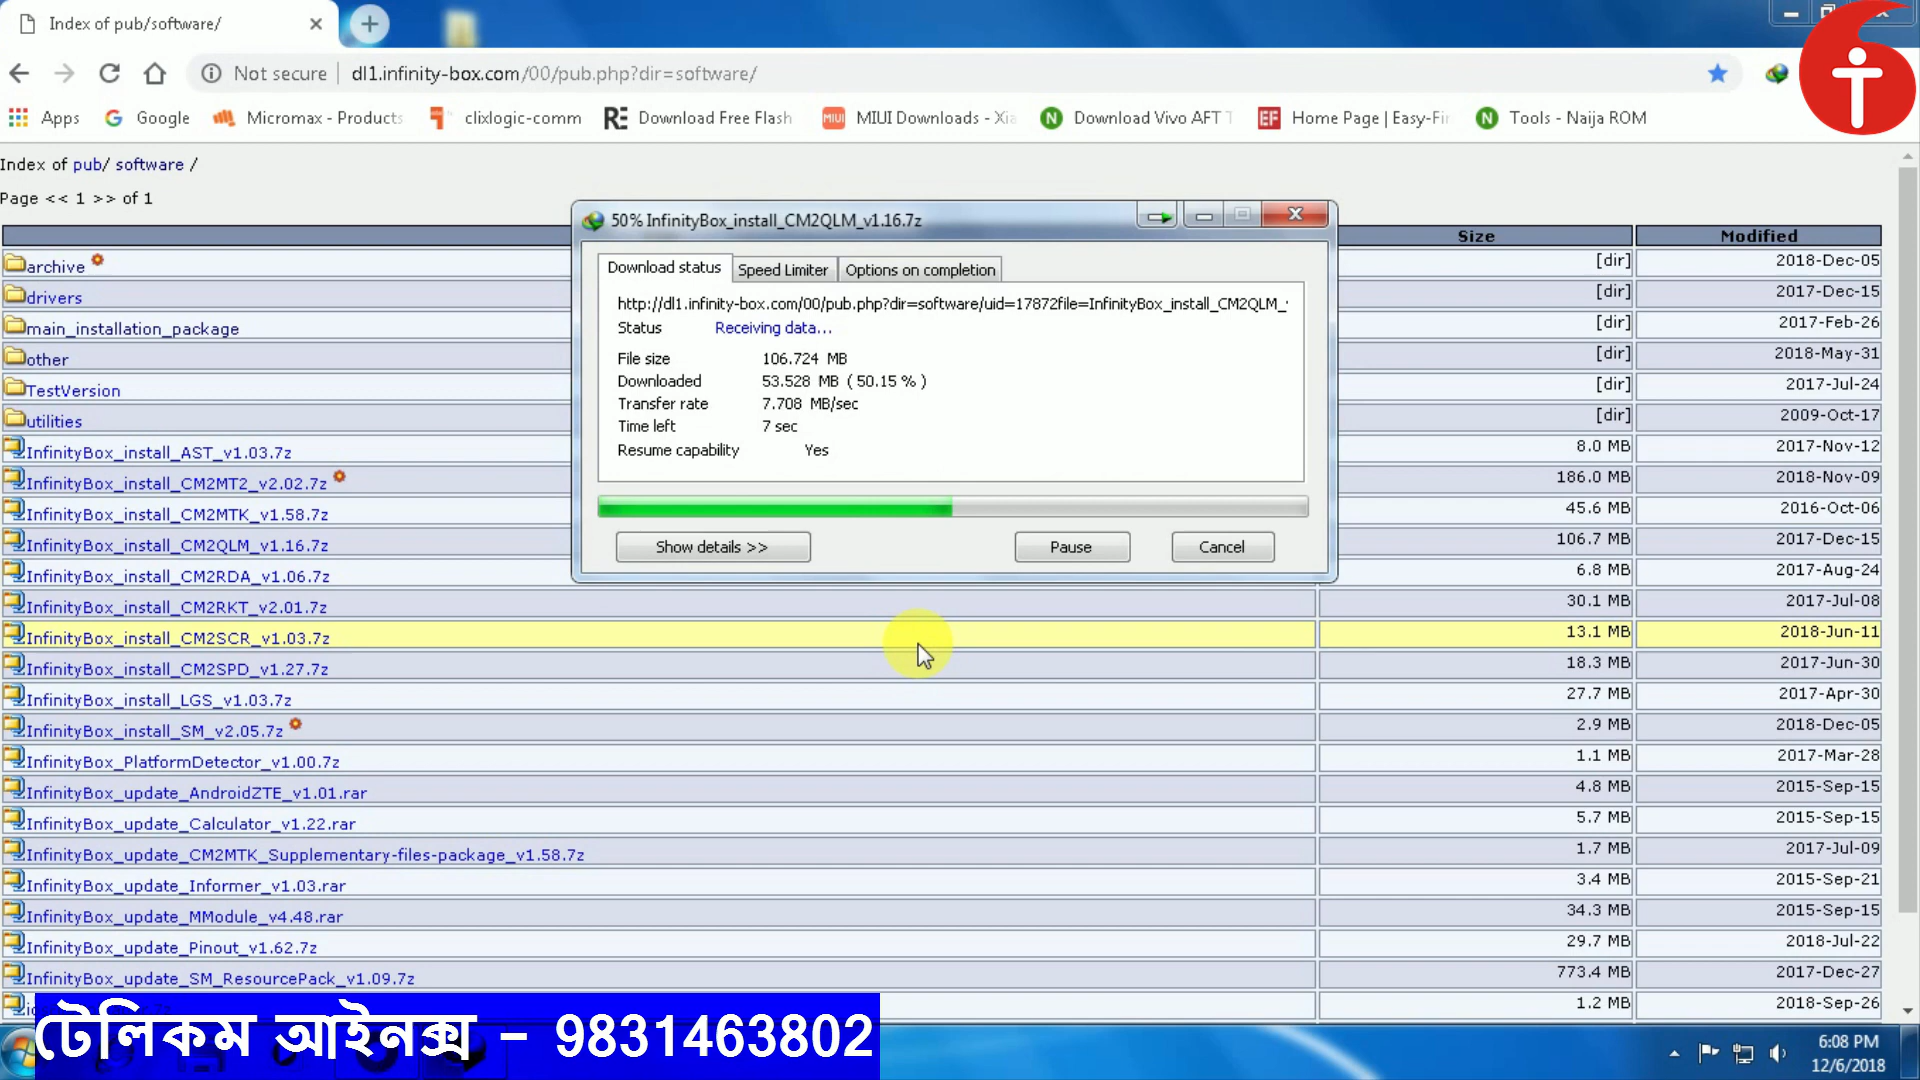 Index of pub/software/
Not secure
dl1.infinity-box.com/00/pub.php?dir=software/
Apps
Google
Micromax - Products
clixlogic-comm
Download Free Flash
MIUI Downloads - Xia
Download Vivo AFT T
Home Page | Easy-Fir
Tools - Naija ROM
Index of pub/ software /
Page << 1 >> of 1
Size Modified
archive [dir] 2018-Dec-05
drivers [dir] 2017-Dec-15
main_installation_package [dir] 2017-Feb-26
other [dir] 2018-May-31
TestVersion [dir] 2017-Jul-24
utilities [dir] 2009-Oct-17
InfinityBox_install_AST_v1.03.7z 8.0 MB 2017-Nov-12
InfinityBox_install_CM2MT2_v2.02.7z 186.0 MB 2018-Nov-09
InfinityBox_install_CM2MTK_v1.58.7z 45.6 MB 2016-Oct-06
InfinityBox_install_CM2QLM_v1.16.7z 106.7 MB 2017-Dec-15
InfinityBox_install_CM2RDA_v1.06.7z 6.8 MB 2017-Aug-24
InfinityBox_install_CM2RKT_v2.01.7z 30.1 MB 2017-Jul-08
InfinityBox_install_CM2SCR_v1.03.7z 13.1 MB 2018-Jun-11
InfinityBox_install_CM2SPD_v1.27.7z 18.3 MB 2017-Jun-30
InfinityBox_install_LGS_v1.03.7z 27.7 MB 2017-Apr-30
InfinityBox_install_SM_v2.05.7z 2.9 MB 2018-Dec-05
InfinityBox_PlatformDetector_v1.00.7z 1.1 MB 2017-Mar-28
InfinityBox_update_AndroidZTE_v1.01.rar 4.8 MB 2015-Sep-15
InfinityBox_update_Calculator_v1.22.rar 5.7 MB 2015-Sep-15
InfinityBox_update_CM2MTK_Supplementary-files-package_v1.58.7z 1.7 MB 2017-Jul-09
InfinityBox_update_Informer_v1.03.rar 3.4 MB 2015-Sep-21
InfinityBox_update_MModule_v4.48.rar 34.3 MB 2015-Sep-15
InfinityBox_update_Pinout_v1.62.7z 29.7 MB 2018-Jul-22
InfinityBox_update_SM_ResourcePack_v1.09.7z 773.4 MB 2017-Dec-27
1.2 MB 2018-Sep-26
50% InfinityBox_install_CM2QLM_v1.16.7z
Download status Speed Limiter Options on completion
http://dl1.infinity-box.com/00/pub.php?dir=software/uid=17872file=InfinityBox_install_CM2QLM_
Status Receiving data...
File size 106.724 MB
Downloaded 53.528 MB ( 50.15 % )
Transfer rate 7.708 MB/sec
Time left 7 sec
Resume capability Yes
Show details >> Pause Cancel
টেলিকম আইনক্স - 9831463802
6:08 PM
12/6/2018